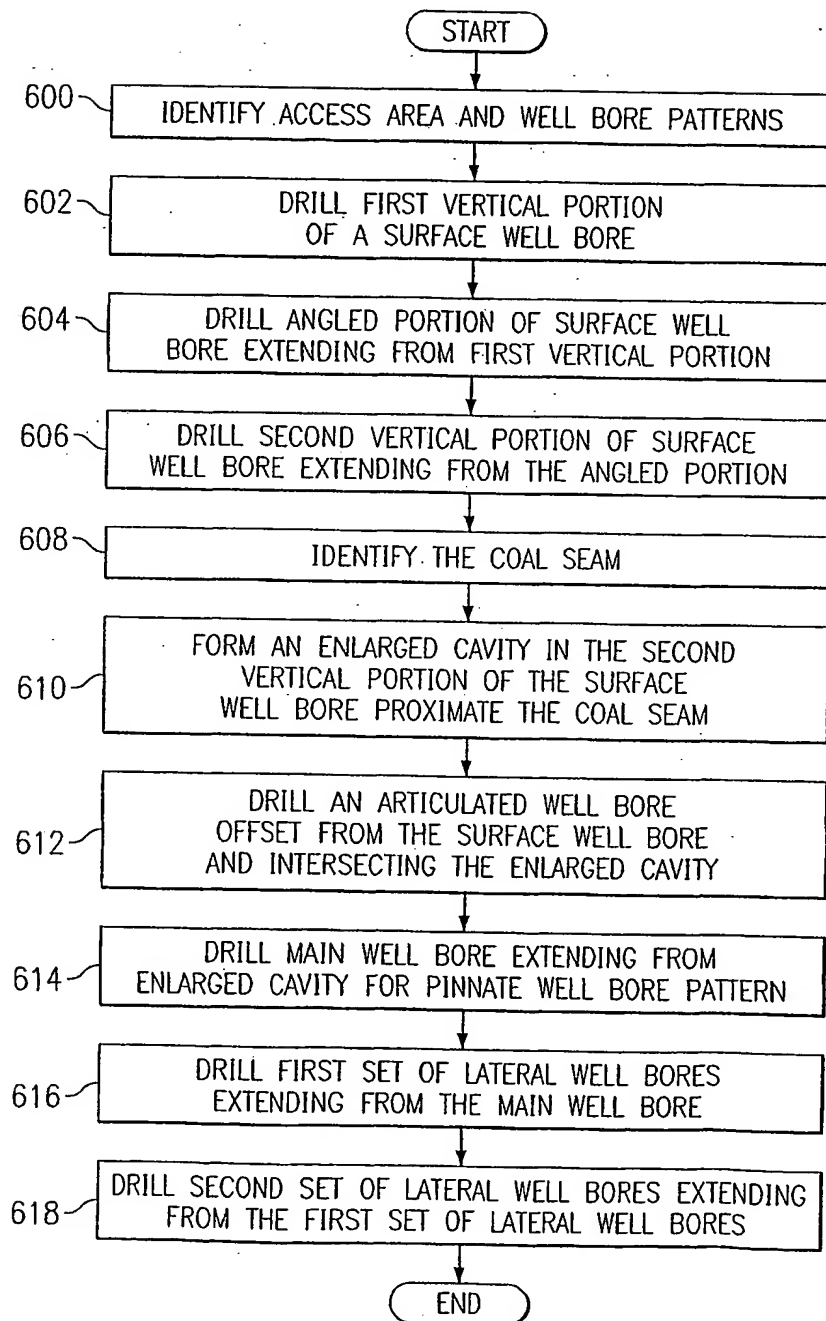 START
600
IDENTIFY ACCESS AREA AND WELL BORE PATTERNS
602
DRILL FIRST VERTICAL PORTION
OF A SURFACE WELL BORE
604
DRILL ANGLED PORTION OF SURFACE WELL
BORE EXTENDING FROM FIRST VERTICAL PORTION
606
DRILL SECOND VERTICAL PORTION OF SURFACE
WELL BORE EXTENDING FROM THE ANGLED PORTION
608
IDENTIFY THE COAL SEAM
610
FORM AN ENLARGED CAVITY IN THE SECOND
VERTICAL PORTION OF THE SURFACE
WELL BORE PROXIMATE THE COAL SEAM
612
DRILL AN ARTICULATED WELL BORE
OFFSET FROM THE SURFACE WELL BORE
AND INTERSECTING THE ENLARGED CAVITY
614
DRILL MAIN WELL BORE EXTENDING FROM
ENLARGED CAVITY FOR PINNATE WELL BORE PATTERN
616
DRILL FIRST SET OF LATERAL WELL BORES
EXTENDING FROM THE MAIN WELL BORE
618
DRILL SECOND SET OF LATERAL WELL BORES EXTENDING
FROM THE FIRST SET OF LATERAL WELL BORES
END